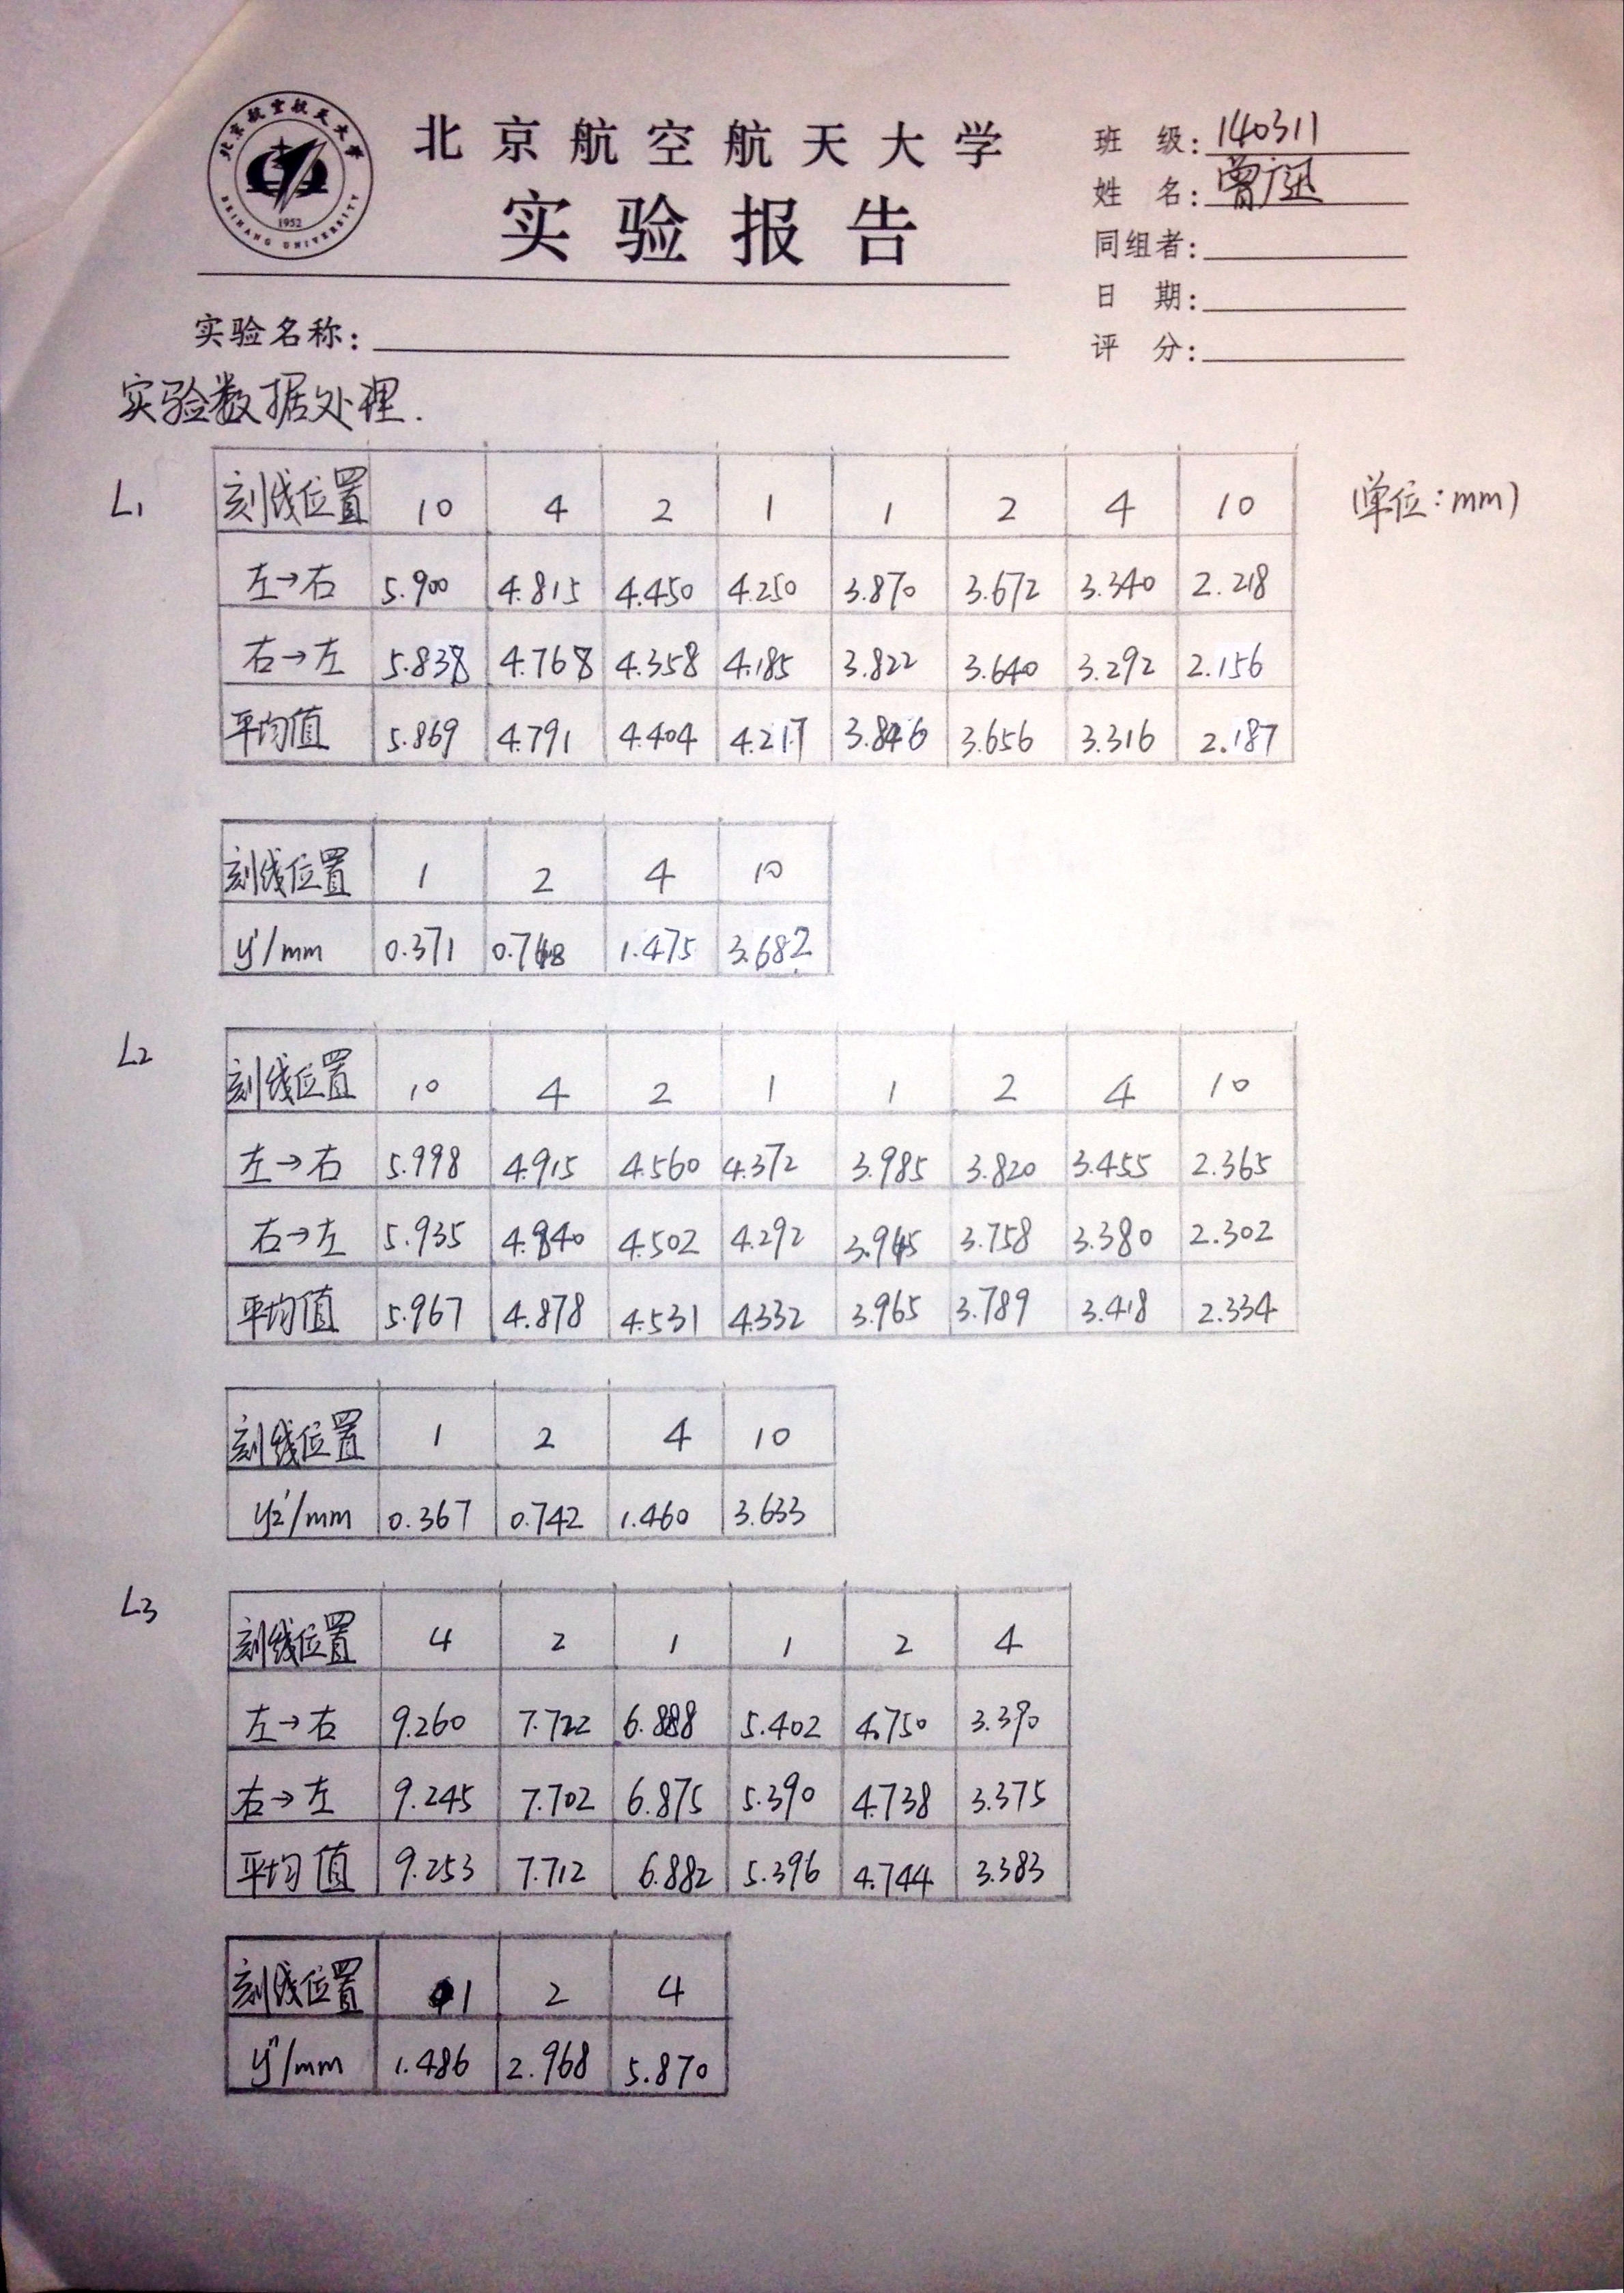 北京航空航天大学
BEIHANG UNIVERSITY
1952
北京航空航天大学
实验报告
班 级: 140311
姓 名: 曾庭
同组者:
日 期:
评 分:
实验名称:
实验数据处理.
L1 (单位:mm)
刻线位置 10 4 2 1 1 2 4 10
左→右 5.900 4.815 4.450 4.250 3.870 3.672 3.340 2.218
右→左 5.838 4.768 4.358 4.185 3.822 3.640 3.292 2.156
平均值 5.869 4.791 4.404 4.217 3.846 3.656 3.316 2.187
刻线位置 1 2 4 10
y'/mm 0.371 0.748 1.475 3.682
L2
刻线位置 10 4 2 1 1 2 4 10
左→右 5.998 4.915 4.560 4.372 3.985 3.820 3.455 2.365
右→左 5.935 4.840 4.502 4.292 3.945 3.758 3.380 2.302
平均值 5.967 4.878 4.531 4.332 3.965 3.789 3.418 2.334
刻线位置 1 2 4 10
y2'/mm 0.367 0.742 1.460 3.633
L3
刻线位置 4 2 1 1 2 4
左→右 9.260 7.722 6.888 5.402 4.750 3.390
右→左 9.245 7.702 6.875 5.390 4.738 3.375
平均值 9.253 7.712 6.882 5.396 4.744 3.383
刻线位置 1 2 4
y''/mm 1.486 2.968 5.870